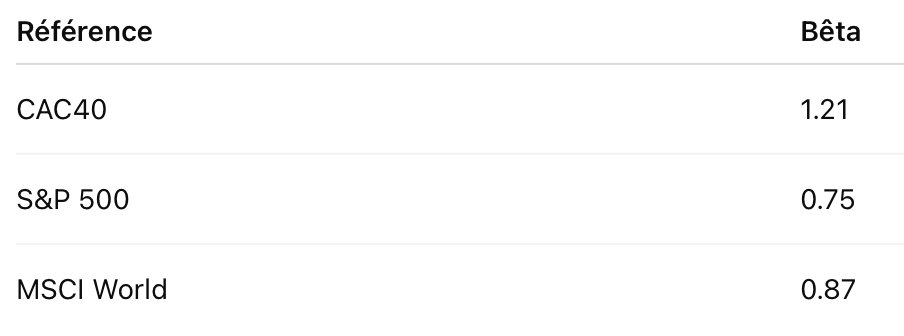 Référence Bêta
CAC40 1.21
S&P 500 0.75
MSCI World 0.87